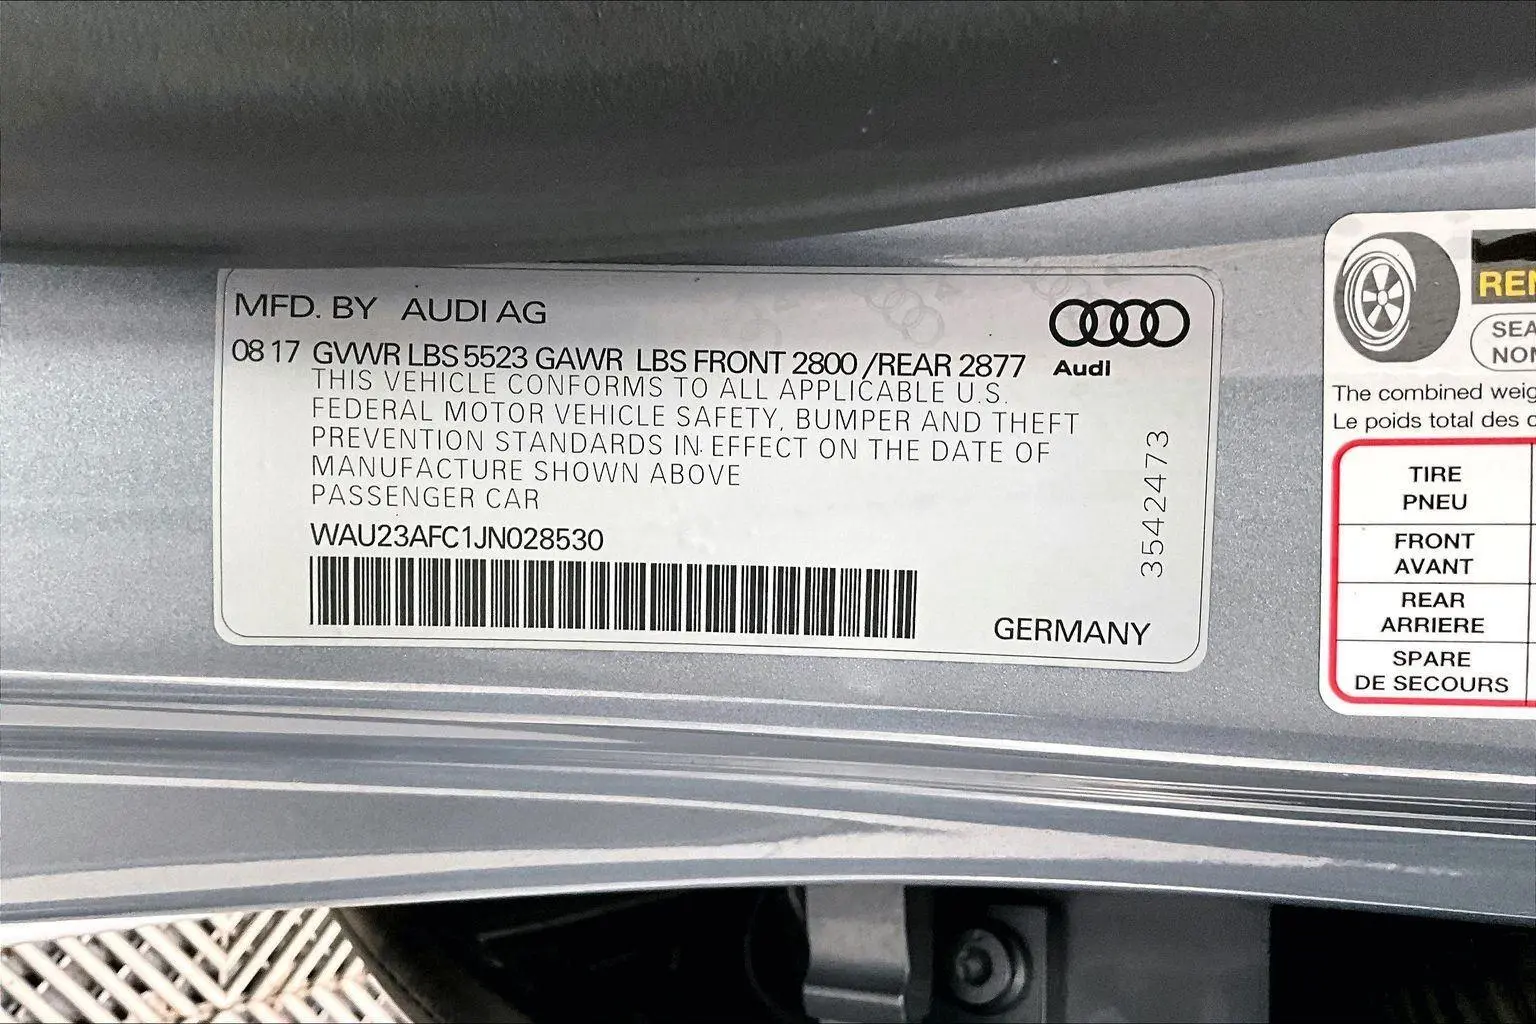 MFD. BY AUDI AG
08 17 GVWR LBS 5523 GAWR LBS FRONT 2800 /REAR 2877
THIS VEHICLE CONFORMS TO ALL APPLICABLE U.S.
FEDERAL MOTOR VEHICLE SAFETY, BUMPER AND THEFT
PREVENTION STANDARDS IN EFFECT ON THE DATE OF
MANUFACTURE SHOWN ABOVE
PASSENGER CAR
WAU23AFC1JN028530
GERMANY
Audi
3542473
REN
SEA
NON
The combined weig
Le poids total des
TIRE
PNEU
FRONT
AVANT
REAR
ARRIERE
SPARE
DE SECOURS